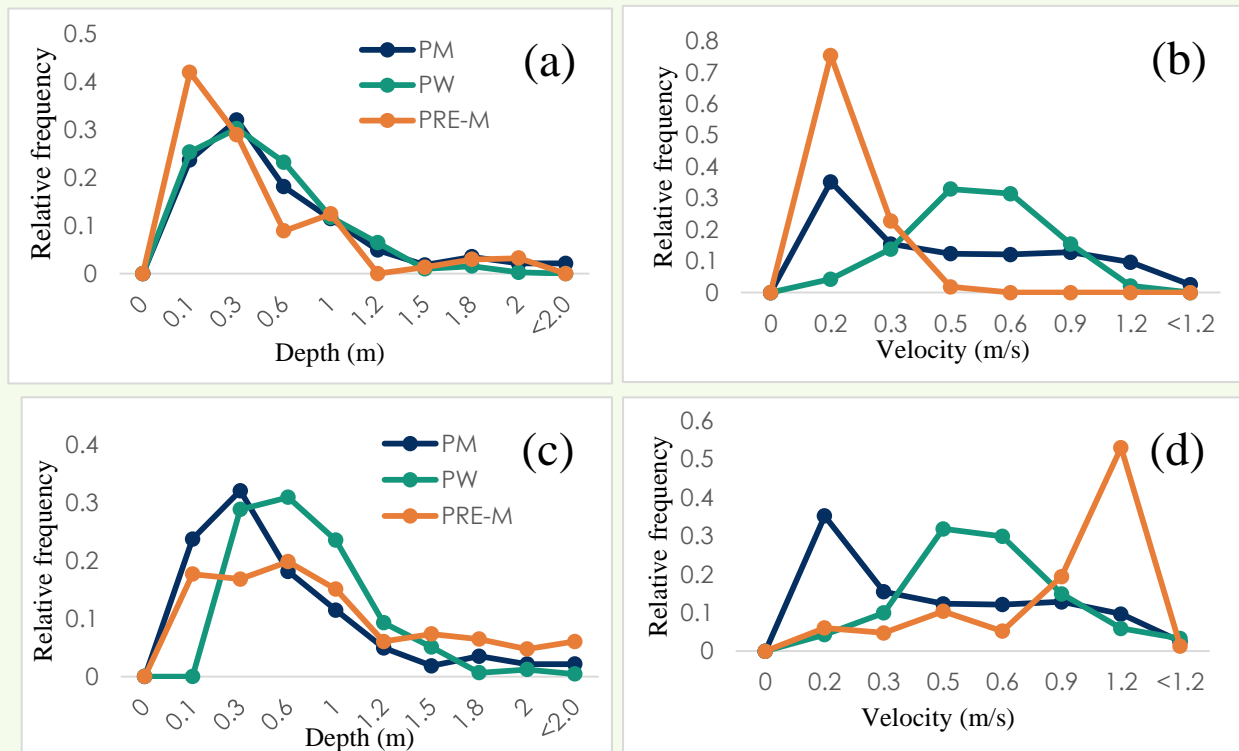 0.5
0.4
0.3
0.2
0.1
0
Relative frequency
PM
PW
PRE-M
(a)
0 0.1 0.3 0.6 1 1.2 1.5 1.8 2 <2.0
Depth (m)
0.8
0.7
0.6
0.5
0.4
0.3
0.2
0.1
0
Relative frequency
(b)
0 0.2 0.3 0.5 0.6 0.9 1.2 <1.2
Velocity (m/s)
0.4
0.3
0.2
0.1
0
Relative frequency
PM
PW
PRE-M
(c)
0 0.1 0.3 0.6 1 1.2 1.5 1.8 2 <2.0
Depth (m)
0.6
0.5
0.4
0.3
0.2
0.1
0
Relative frequency
(d)
0 0.2 0.3 0.5 0.6 0.9 1.2 <1.2
Velocity (m/s)